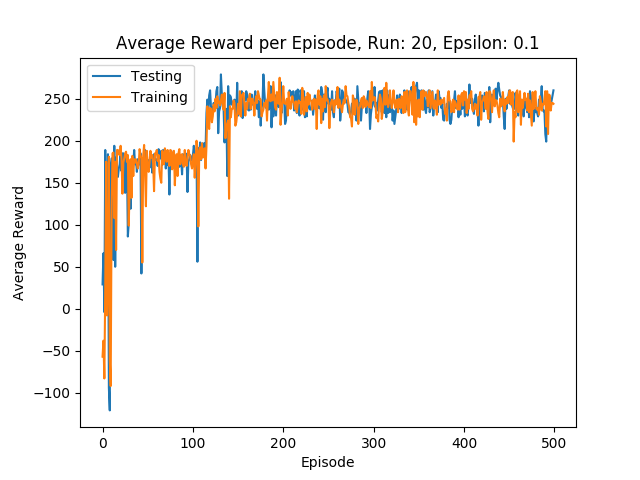 Average Reward per Episode, Run: 20, Epsilon: 0.1
Testing
Training
Average Reward
250
200
150
100
50
0
−50
−100
0 100 200 300 400 500
Episode